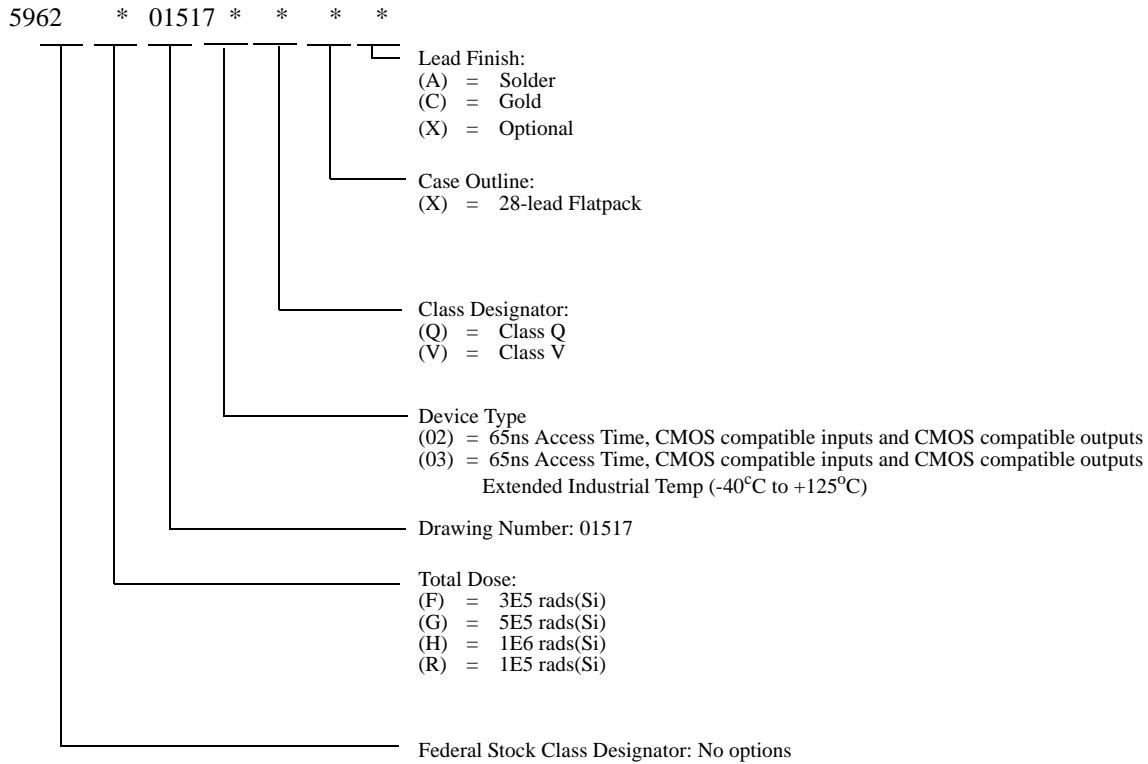 5962 * 01517 * * * *
Lead Finish:
(A) = Solder
(C) = Gold
(X) = Optional
Case Outline:
(X) = 28-lead Flatpack
Class Designator:
(Q) = Class Q
(V) = Class V
Device Type
(02) = 65ns Access Time, CMOS compatible inputs and CMOS compatible outputs
(03) = 65ns Access Time, CMOS compatible inputs and CMOS compatible outputs
Extended Industrial Temp (-40cC to +125oC)
Drawing Number: 01517
Total Dose:
(F) = 3E5 rads(Si)
(G) = 5E5 rads(Si)
(H) = 1E6 rads(Si)
(R) = 1E5 rads(Si)
Federal Stock Class Designator: No options